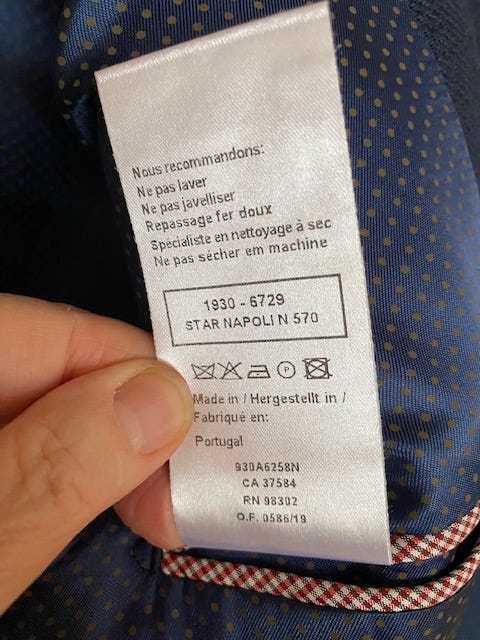 Nous recommandons:
Ne pas laver
Ne pas javelliser
Repassage fer doux
Spécialiste en nettoyage à sec
Ne pas sécher em machine
1930 - 6729
STAR NAPOLI N 570
P
Made in / Hergestellt in /
Fabriqué en:
Portugal
930A6258N
CA 37584
RN 98302
O.F. 0586/19